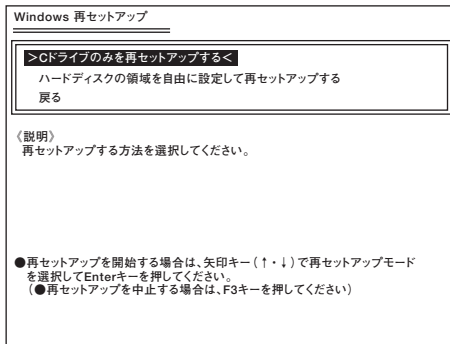 Windows 再セットアップ
>Cドライブのみを再セットアップする<
ハードディスクの領域を自由に設定して再セットアップする
戻る
《説明》
再セットアップする方法を選択してください。
●再セットアップを開始する場合は、矢印キー(↑・↓)で再セットアップモード
を選択してEnterキーを押してください。
(●再セットアップを中止する場合は、F3キーを押してください)